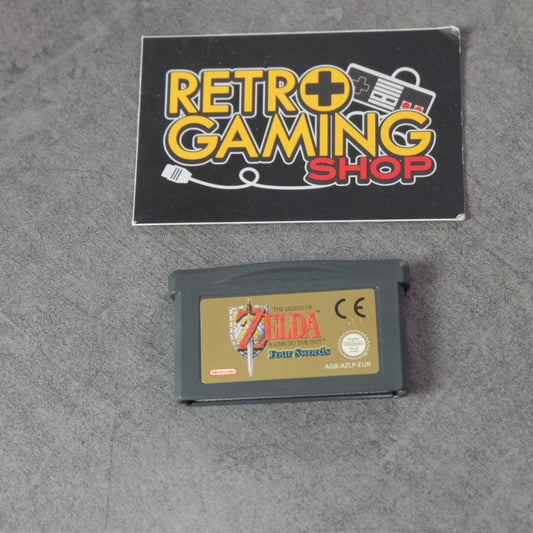 RETRO
GAMING
SHOP
THE LEGEND OF
ZELDA
A LINK TO THE PAST
Four Swords
CE
Nintendo
AGB-AZLP-EUR